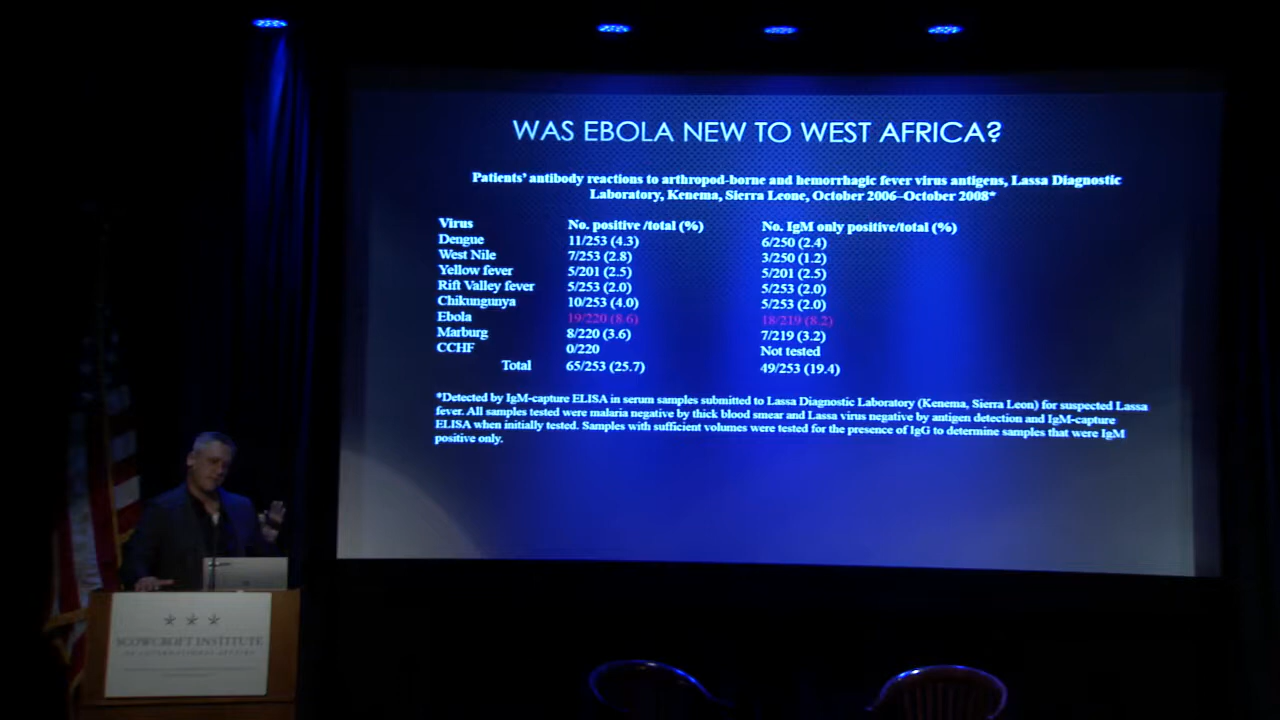 WAS EBOLA NEW TO WEST AFRICA?
Patients' antibody reactions to arthropod-borne and hemorrhagic fever virus antigens, Lassa Diagnostic
Laboratory, Kenema, Sierra Leone, October 2006–October 2008*
Virus No. positive /total (%) No. IgM only positive/total (%)
Dengue 11/253 (4.3) 6/250 (2.4)
West Nile 7/253 (2.8) 3/250 (1.2)
Yellow fever 5/201 (2.5) 5/201 (2.5)
Rift Valley fever 5/253 (2.0) 5/253 (2.0)
Chikungunya 10/253 (4.0) 5/253 (2.0)
Ebola 19/220 (8.6) 18/219 (8.2)
Marburg 8/220 (3.6) 7/219 (3.2)
CCHF 0/220 Not tested
Total 65/253 (25.7) 49/253 (19.4)
*Detected by IgM-capture ELISA in serum samples submitted to Lassa Diagnostic Laboratory (Kenema, Sierra Leon) for suspected Lassa
fever. All samples tested were malaria negative by thick blood smear and Lassa virus negative by antigen detection and IgM-capture
ELISA when initially tested. Samples with sufficient volumes were tested for the presence of IgG to determine samples that were IgM
positive only.
SCOWCROFT INSTITUTE
OF INTERNATIONAL AFFAIRS